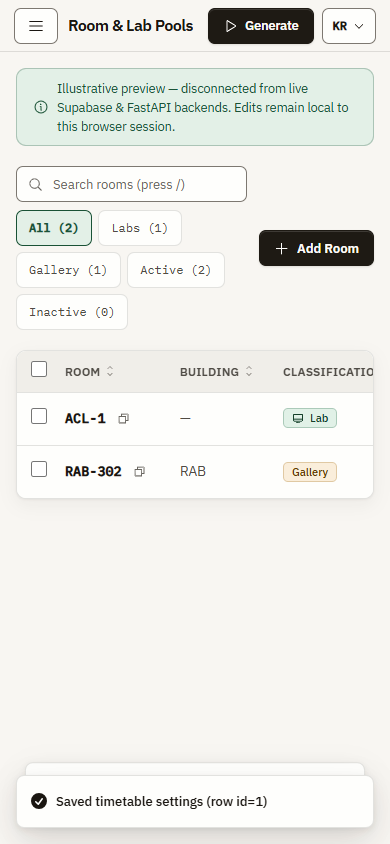 Room & Lab Pools
Generate
KR
Illustrative preview — disconnected from live
Supabase & FastAPI backends. Edits remain local to
this browser session.
Search rooms (press /)
All (2)
Labs (1)
Gallery (1)
Active (2)
Inactive (0)
Add Room
ROOM
BUILDING
CLASSIFICATIO
ACL-1
—
Lab
RAB-302
RAB
Gallery
Saved timetable settings (row id=1)